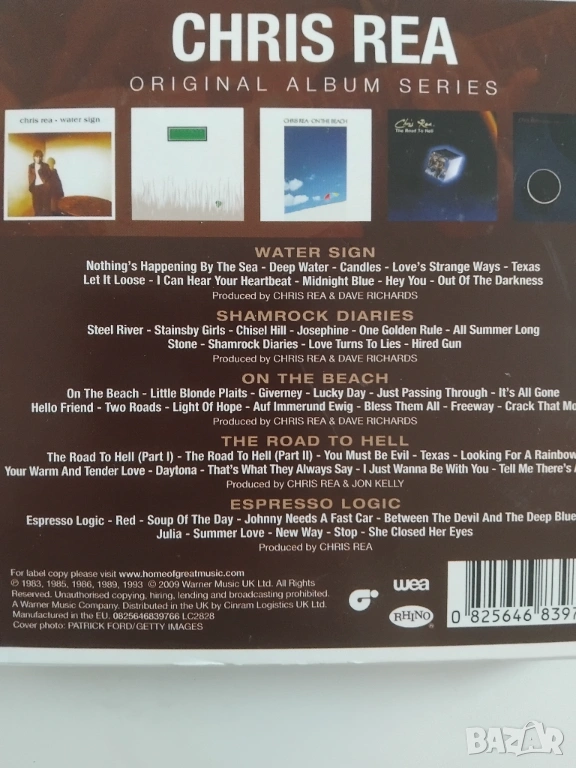 CHRIS REA
ORIGINAL ALBUM SERIES
chris rea - water sign
CHRIS REA · ON THE BEACH
Chris Rea
The Road To Hell
WATER SIGN
Nothing's Happening By The Sea - Deep Water - Candles - Love's Strange Ways - Texas
Let It Loose - I Can Hear Your Heartbeat - Midnight Blue - Hey You - Out Of The Darkness
Produced by CHRIS REA & DAVE RICHARDS
SHAMROCK DIARIES
Steel River - Stainsby Girls - Chisel Hill - Josephine - One Golden Rule - All Summer Long
Stone - Shamrock Diaries - Love Turns To Lies - Hired Gun
Produced by CHRIS REA & DAVE RICHARDS
ON THE BEACH
On The Beach - Little Blonde Plaits - Giverney - Lucky Day - Just Passing Through - It's All Gone
Hello Friend - Two Roads - Light Of Hope - Auf Immerund Ewig - Bless Them All - Freeway - Crack That Mo
Produced by CHRIS REA & DAVE RICHARDS
THE ROAD TO HELL
The Road To Hell (Part I) - The Road To Hell (Part II) - You Must Be Evil - Texas - Looking For A Rainbow
Your Warm And Tender Love - Daytona - That's What They Always Say - I Just Wanna Be With You - Tell Me There's
Produced by CHRIS REA & JON KELLY
ESPRESSO LOGIC
Espresso Logic - Red - Soup Of The Day - Johnny Needs A Fast Car - Between The Devil And The Deep Blue
Julia - Summer Love - New Way - Stop - She Closed Her Eyes
Produced by CHRIS REA
For label copy please visit www.homeofgreatmusic.com
℗ 1983, 1985, 1986, 1989, 1993 © 2009 Warner Music UK Ltd. All Rights
Reserved. Unauthorised copying, hiring, lending and broadcasting prohibited.
A Warner Music Company. Distributed in the UK by Cinram Logistics UK Ltd.
Manufactured in the EU. 0825646839766 LC2828
Cover photo: PATRICK FORD/GETTY IMAGES
wea
RHINO
0 825646 8397
BAZAR